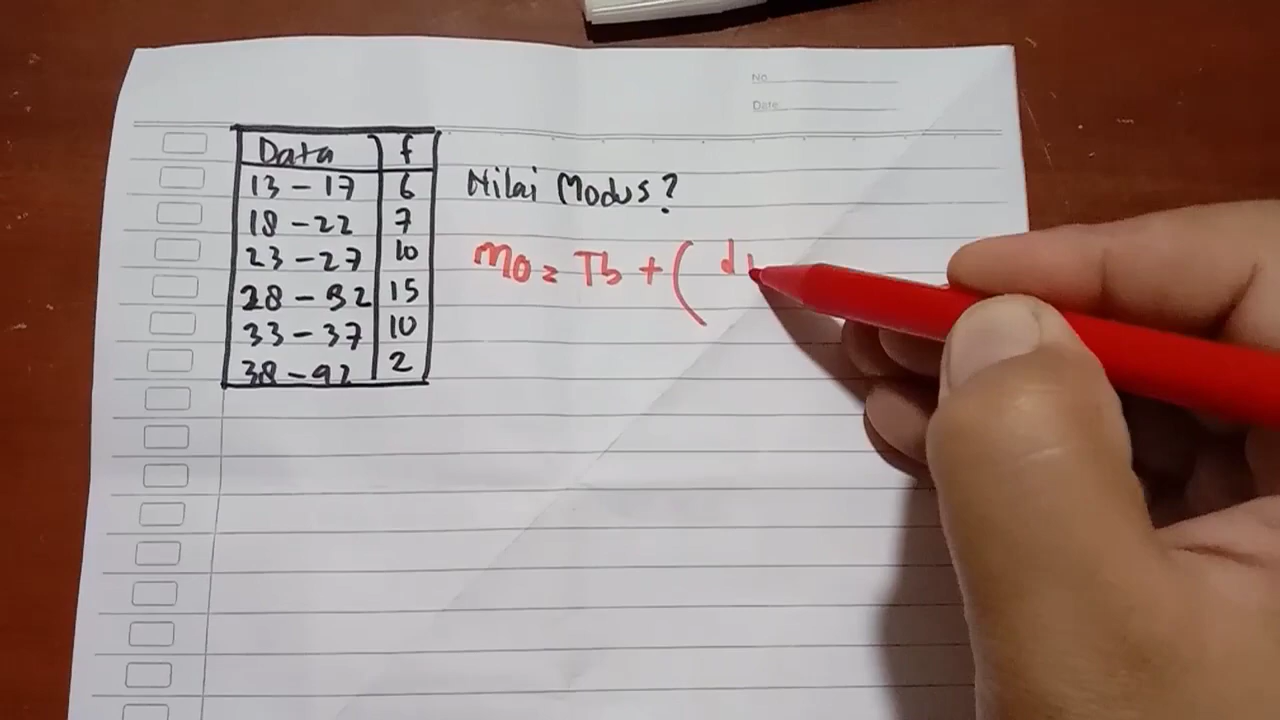 No
Date
Data f
13 - 17 6
18 - 22 7
23 - 27 10
28 - 32 15
33 - 37 10
38 - 42 2
Nilai Modus?
Mo = Tb + ( d1